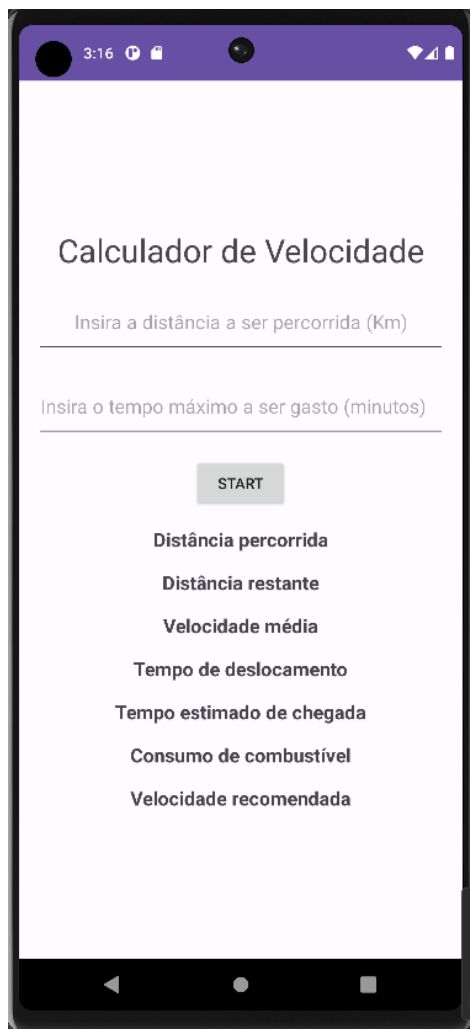 3:16
Calculador de Velocidade
Insira a distância a ser percorrida (Km)
Insira o tempo máximo a ser gasto (minutos)
START
Distância percorrida
Distância restante
Velocidade média
Tempo de deslocamento
Tempo estimado de chegada
Consumo de combustível
Velocidade recomendada